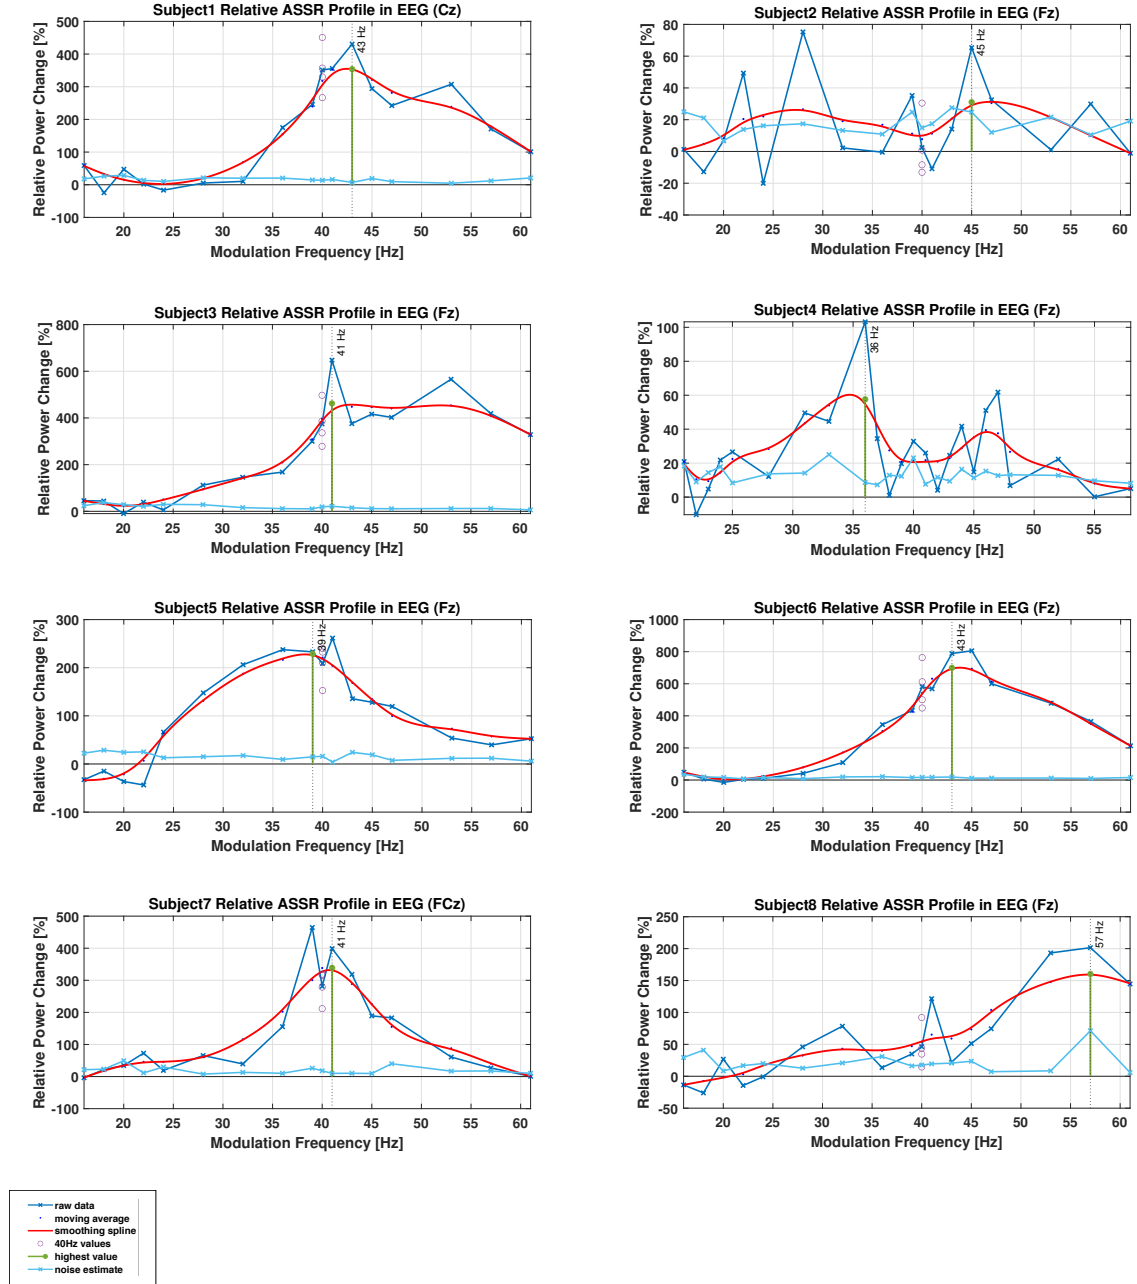 Subject1 Relative ASSR Profile in EEG (Cz)
Relative Power Change [%]
500
400
300
200
100
0
-100
43 Hz
20 25 30 35 40 45 50 55 60
Modulation Frequency [Hz]
Subject2 Relative ASSR Profile in EEG (Fz)
Relative Power Change [%]
80
60
40
20
0
-20
-40
45 Hz
20 25 30 35 40 45 50 55 60
Modulation Frequency [Hz]
Subject3 Relative ASSR Profile in EEG (Fz)
Relative Power Change [%]
800
600
400
200
0
41 Hz
20 25 30 35 40 45 50 55 60
Modulation Frequency [Hz]
Subject4 Relative ASSR Profile in EEG (Fz)
Relative Power Change [%]
100
80
60
40
20
0
36 Hz
25 30 35 40 45 50 55
Modulation Frequency [Hz]
Subject5 Relative ASSR Profile in EEG (Fz)
Relative Power Change [%]
300
200
100
0
-100
39 Hz
20 25 30 35 40 45 50 55 60
Modulation Frequency [Hz]
Subject6 Relative ASSR Profile in EEG (Fz)
Relative Power Change [%]
1000
800
600
400
200
0
-200
43 Hz
20 25 30 35 40 45 50 55 60
Modulation Frequency [Hz]
Subject7 Relative ASSR Profile in EEG (FCz)
Relative Power Change [%]
500
400
300
200
100
0
-100
41 Hz
20 25 30 35 40 45 50 55 60
Modulation Frequency [Hz]
Subject8 Relative ASSR Profile in EEG (Fz)
Relative Power Change [%]
250
200
150
100
50
0
-50
57 Hz
20 25 30 35 40 45 50 55 60
Modulation Frequency [Hz]
raw data
moving average
smoothing spline
40Hz values
highest value
noise estimate